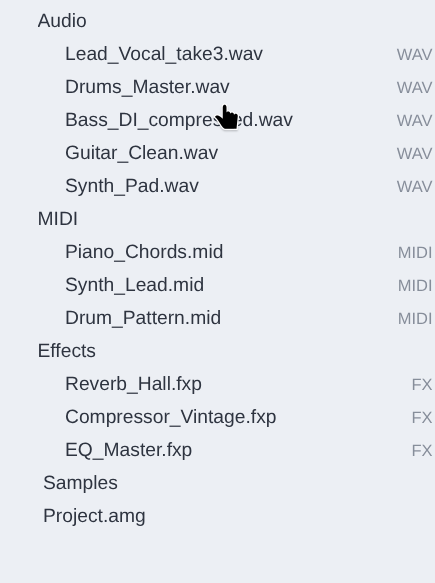 Audio
Lead_Vocal_take3.wav WAV
Drums_Master.wav WAV
Bass_DI_compressed.wav WAV
Guitar_Clean.wav WAV
Synth_Pad.wav WAV
MIDI
Piano_Chords.mid MIDI
Synth_Lead.mid MIDI
Drum_Pattern.mid MIDI
Effects
Reverb_Hall.fxp FX
Compressor_Vintage.fxp FX
EQ_Master.fxp FX
Samples
Project.amg